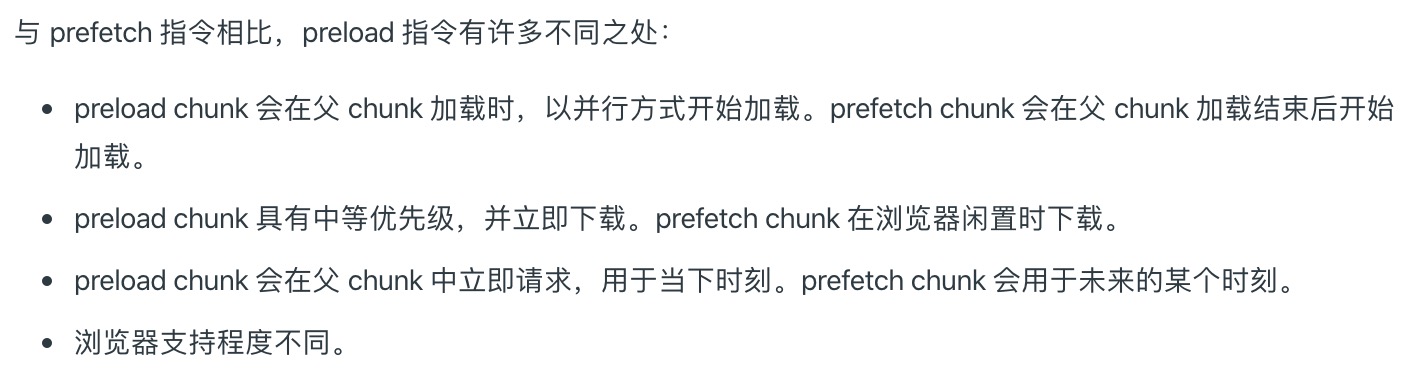 与 prefetch 指令相比，preload 指令有许多不同之处：
• preload chunk 会在父 chunk 加载时，以并行方式开始加载。prefetch chunk 会在父 chunk 加载结束后开始
加载。
• preload chunk 具有中等优先级，并立即下载。prefetch chunk 在浏览器闲置时下载。
• preload chunk 会在父 chunk 中立即请求，用于当下时刻。prefetch chunk 会用于未来的某个时刻。
• 浏览器支持程度不同。